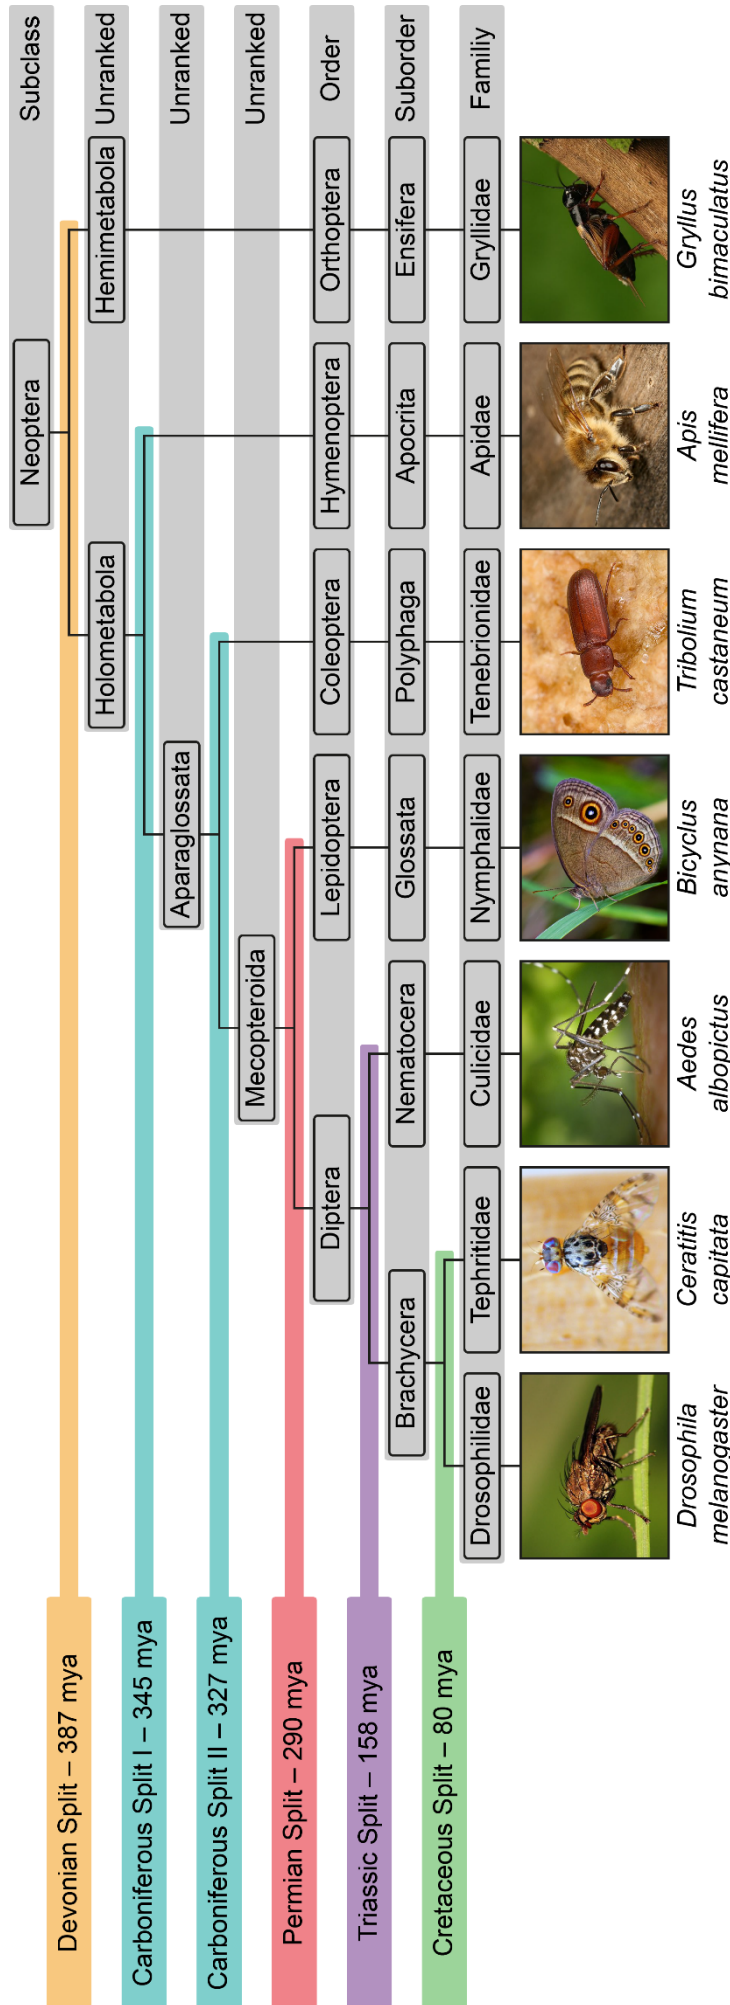 Subclass
Unranked
Unranked
Unranked
Order
Suborder
Familiy
Devonian Split – 387 mya
Carboniferous Split I – 345 mya
Carboniferous Split II – 327 mya
Permian Split – 290 mya
Triassic Split – 158 mya
Cretaceous Split – 80 mya
Neoptera
Holometabola
Hemimetabola
Aparaglossata
Mecopteroida
Diptera
Lepidoptera
Coleoptera
Hymenoptera
Orthoptera
Brachycera
Nematocera
Glossata
Polyphaga
Apocrita
Ensifera
Drosophilidae
Tephritidae
Culicidae
Nymphalidae
Tenebrionidae
Apidae
Gryllidae
Drosophila
melanogaster
Ceratitis
capitata
Aedes
albopictus
Bicyclus
anynana
Tribolium
castaneum
Apis
mellifera
Gryllus
bimaculatus